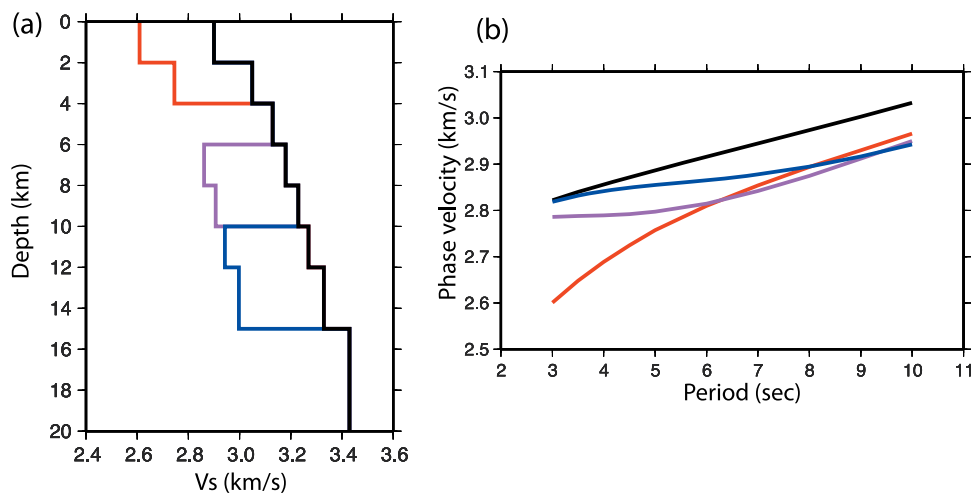 (a)
0
2
4
6
8
10
12
14
16
18
20
Depth (km)
2.4 2.6 2.8 3.0 3.2 3.4 3.6
Vs (km/s)
(b)
3.1
3.0
2.9
2.8
2.7
2.6
2.5
Phase velocity (km/s)
2 3 4 5 6 7 8 9 10 11
Period (sec)